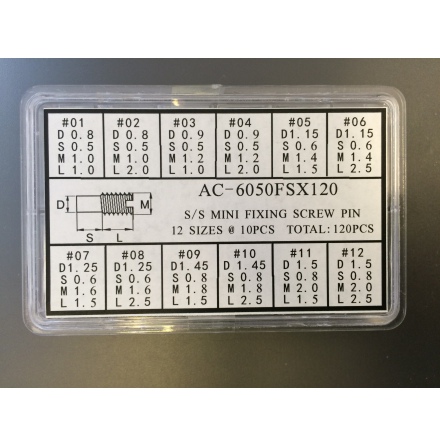 #01 #02 #03 #04 #05 #06
D 0.8 D 0.8 D 0.9 D 0.9 D1.15 D1.15
S 0.5 S 0.5 S 0.5 S 0.5 S 0.6 S 0.6
M 1.0 M 1.0 M 1.2 M 1.2 M 1.4 M 1.4
L 1.0 L 2.0 L 1.0 L 2.0 L 1.5 L 2.5
AC-6050FSX120
D M
S/S MINI FIXING SCREW PIN
S L
12 SIZES @ 10PCS TOTAL:120PCS
#07 #08 #09 #10 #11 #12
D1.25 D1.25 D1.45 D1.45 D 1.5 D 1.5
S 0.6 S 0.6 S 0.8 S 0.8 S 0.8 S 0.8
M 1.6 M 1.6 M 1.8 M 1.8 M 2.0 M 2.0
L 1.5 L 2.5 L 1.5 L 2.5 L 1.5 L 2.5